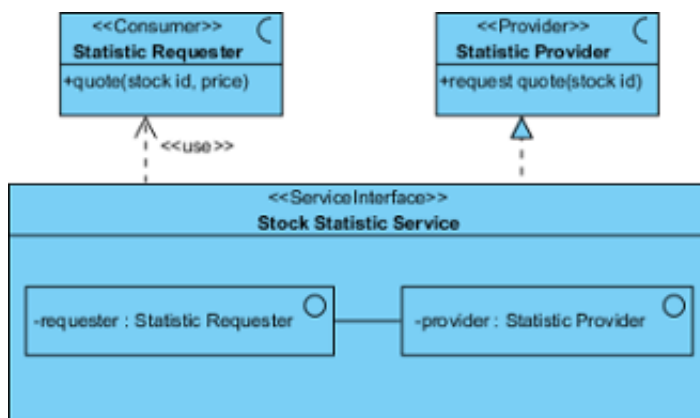 <<Consumer>>
Statistic Requester
+quote(stock id, price)
<<Provider>>
Statistic Provider
+request quote(stock id)
<<use>>
<<ServiceInterface>>
Stock Statistic Service
-requester : Statistic Requester
-provider : Statistic Provider